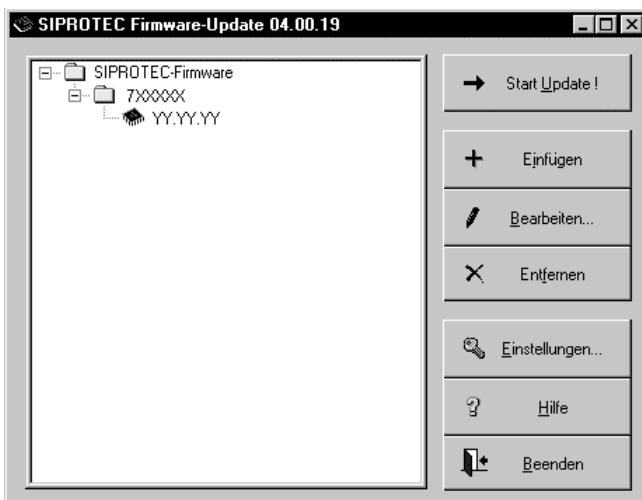 SIPROTEC Firmware-Update 04.00.19
SIPROTEC-Firmware
7XXXXX
YY.YY.YY
Start Update !
Einfügen
Bearbeiten...
Entfernen
Einstellungen...
Hilfe
Beenden